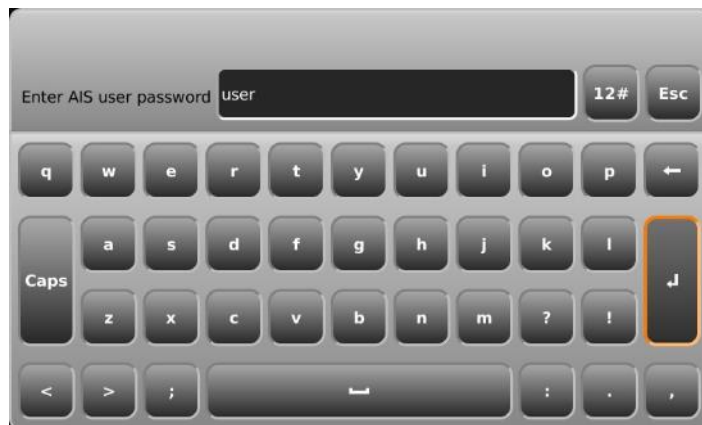 Enter AIS user password user 12# Esc
q w e r t y u i o p ←
Caps a s d f g h j k l ↲
z x c v b n m ? !
< > ; ⎵ : . ,